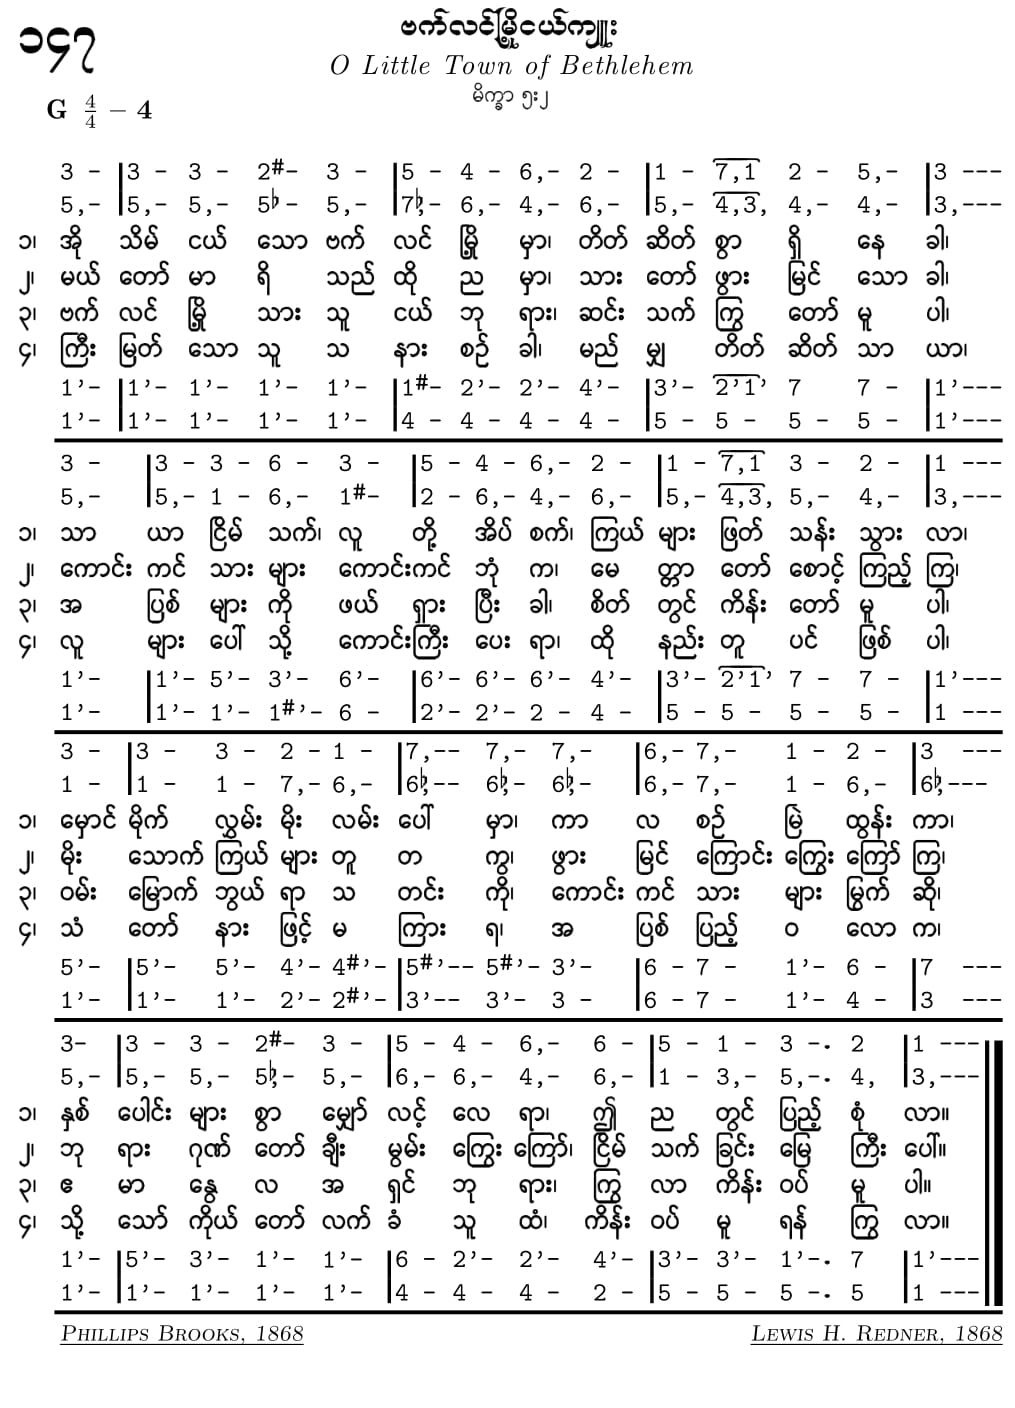 ၁၄၇
ဗက်လင်မြို့ငယ်ကျူး
O Little Town of Bethlehem
မိက္ခာ ၅း၂
G 4/4 – 4
3 - |3 - 3 - 2#- 3 - |5 - 4 - 6,- 2 - |1 - 7,1 2 - 5,- |3 ---
5,- |5,- 5,- 5♭- 5,- |7♭,- 6,- 4,- 6,- |5,- 4,3, 4,- 4,- |3,---
၁၊ အို သိမ် ငယ် သော ဗက် လင် မြို့ မှာ၊ တိတ် ဆိတ် စွာ ရှိ နေ ခါ၊
၂၊ မယ် တော် မာ ရိ သည် ထို ည မှာ၊ သား တော် ဖွား မြင် သော ခါ၊
၃၊ ဗက် လင် မြို့ သား သူ ငယ် ဘု ရား၊ ဆင်း သက် ကြွ တော် မူ ပါ၊
၄၊ ကြီး မြတ် သော သူ သ နား စဉ် ခါ၊ မည် မျှ တိတ် ဆိတ် သာ ယာ၊
1'- |1'- 1'- 1'- 1'- |1#- 2'- 2'- 4'- |3'- 2'1' 7 7 - |1'---
1'- |1'- 1'- 1'- 1'- |4 - 4 - 4 - 4 - |5 - 5 - 5 - 5 - |1'---
3 - |3 - 3 - 6 - 3 - |5 - 4 - 6,- 2 - |1 - 7,1 3 - 2 - |1 ---
5,- |5,- 1 - 6,- 1#- |2 - 6,- 4,- 6,- |5,- 4,3, 5,- 4,- |3,---
၁၊ သာ ယာ ငြိမ် သက်၊ လူ တို့ အိပ် စက်၊ ကြယ် များ ဖြတ် သန်း သွား လာ၊
၂၊ ကောင်း ကင် သား များ ကောင်းကင် ဘုံ က၊ မေ တ္တာ တော် စောင့် ကြည့် ကြ၊
၃၊ အ ပြစ် များ ကို ဖယ် ရှား ပြီး ခါ၊ စိတ် တွင် ကိန်း တော် မူ ပါ၊
၄၊ လူ များ ပေါ် သို့ ကောင်းကြီး ပေး ရာ၊ ထို နည်း တူ ပင် ဖြစ် ပါ၊
1'- |1'- 5'- 3'- 6'- |6'- 6'- 6'- 4'- |3'- 2'1' 7 - 7 - |1'---
1'- |1'- 1'- 1#'- 6 - |2'- 2'- 2 - 4 - |5 - 5 - 5 - 5 - |1 ---
3 - |3 - 3 - 2 - 1 - |7,-- 7,- 7,- |6,- 7,- 1 - 2 - |3 ---
1 - |1 - 1 - 7,- 6,- |6♭,-- 6♭,- 6♭,- |6,- 7,- 1 - 6,- |6♭,---
၁၊ မှောင် မိုက် လွှမ်း မိုး လမ်း ပေါ် မှာ၊ ကာ လ စဉ် မြဲ ထွန်း ကာ၊
၂၊ မိုး သောက် ကြယ် များ တူ တ ကွ၊ ဖွား မြင် ကြောင်း ကြွေး ကြော် ကြ၊
၃၊ ဝမ်း မြောက် ဘွယ် ရာ သ တင်း ကို၊ ကောင်း ကင် သား များ မြွက် ဆို၊
၄၊ သံ တော် နား ဖြင့် မ ကြား ရ၊ အ ပြစ် ပြည့် ဝ လော က၊
5'- |5'- 5'- 4'- 4#'- |5#'-- 5#'- 3'- |6 - 7 - 1'- 6 - |7 ---
1'- |1'- 1'- 2'- 2#'- |3'-- 3'- 3 - |6 - 7 - 1'- 4 - |3 ---
3- |3 - 3 - 2#- 3 - |5 - 4 - 6,- 6 - |5 - 1 - 3 -. 2 |1 ---
5,- |5,- 5,- 5♭,- 5,- |6,- 6,- 4,- 6,- |1 - 3,- 5,-. 4, |3,---
၁၊ နှစ် ပေါင်း များ စွာ မျှော် လင့် လေ ရာ၊ ဤ ည တွင် ပြည့် စုံ လာ။
၂၊ ဘု ရား ဂုဏ် တော် ချီး မွမ်း ကြွေး ကြော်၊ ငြိမ် သက် ခြင်း မြေ ကြီး ပေါ်။
၃၊ ဧ မာ နွေ လ အ ရှင် ဘု ရား၊ ကြွ လာ ကိန်း ဝပ် မူ ပါ။
၄၊ သို့ သော် ကိုယ် တော် လက် ခံ သူ ထံ၊ ကိန်း ဝပ် မူ ရန် ကြွ လာ။
1'- |5'- 3'- 1'- 1'- |6 - 2'- 2'- 4'- |3'- 3'- 1'-. 7 |1'---
1'- |1'- 1'- 1'- 1'- |4 - 4 - 4 - 2 - |5 - 5 - 5 -. 5 |1 ---
Phillips Brooks, 1868
Lewis H. Redner, 1868